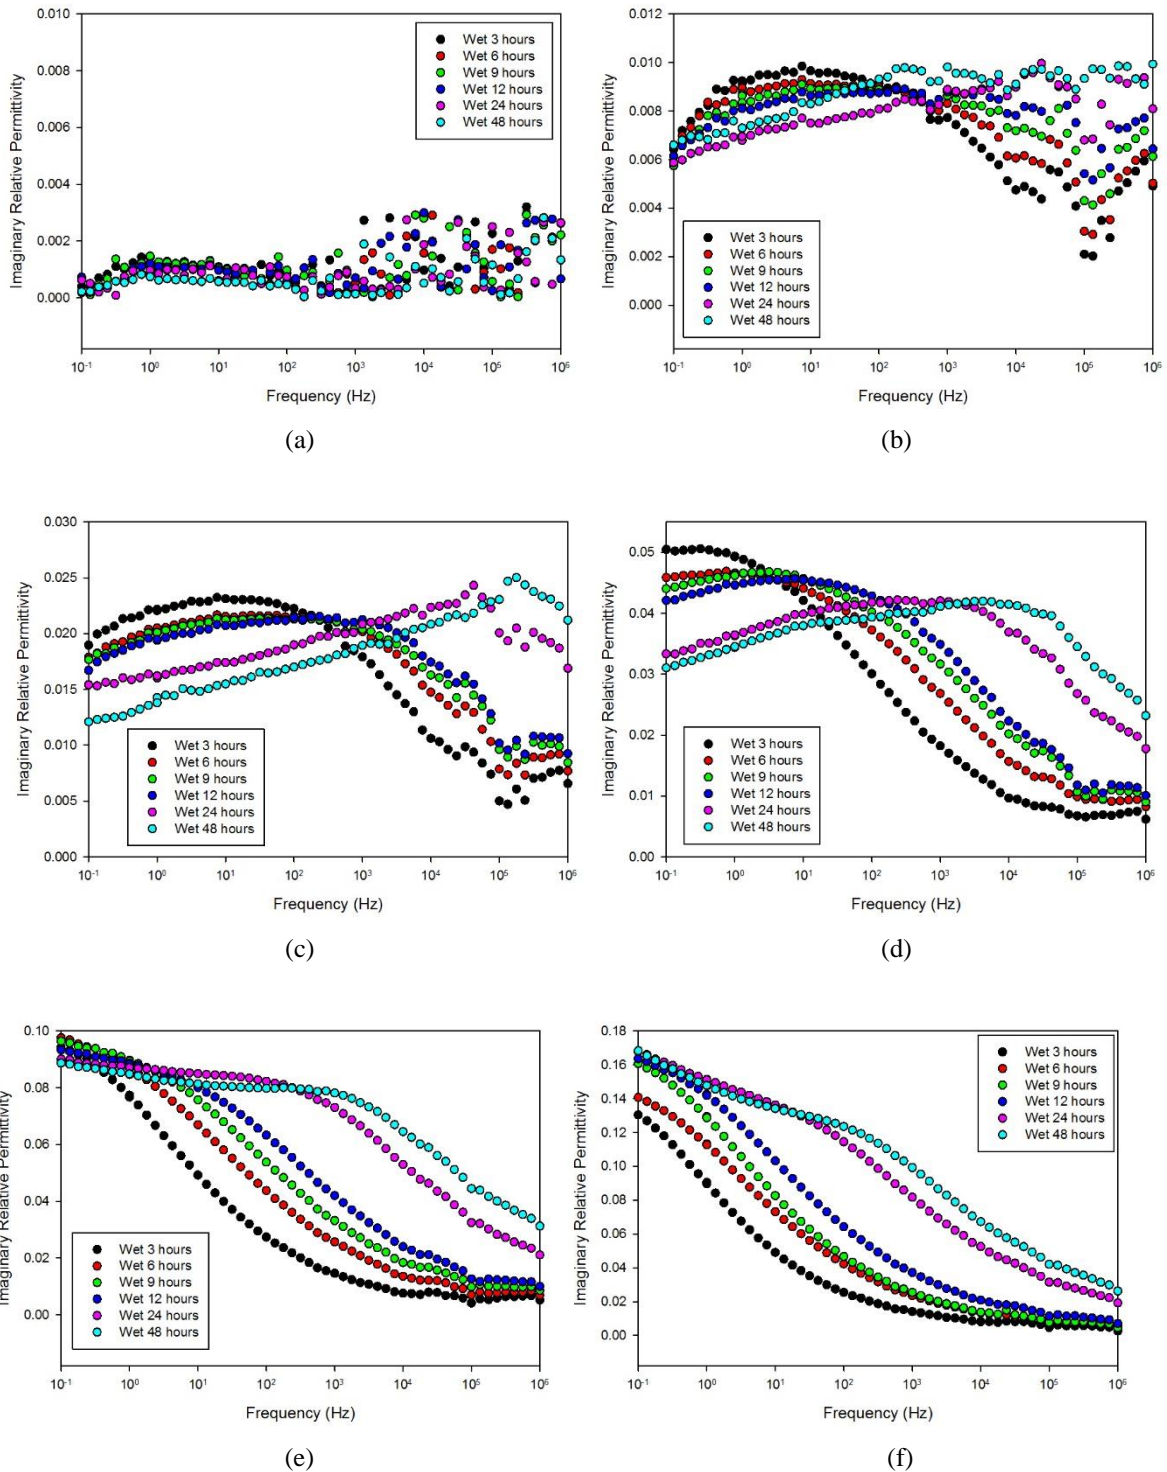 0.010
0.008
0.006
0.004
0.002
0.000
Imaginary Relative Permittivity
Wet 3 hours
Wet 6 hours
Wet 9 hours
Wet 12 hours
Wet 24 hours
Wet 48 hours
10⁻¹ 10⁰ 10¹ 10² 10³ 10⁴ 10⁵ 10⁶
Frequency (Hz)
(a)
0.012
0.010
0.008
0.006
0.004
0.002
0.000
Imaginary Relative Permittivity
Wet 3 hours
Wet 6 hours
Wet 9 hours
Wet 12 hours
Wet 24 hours
Wet 48 hours
10⁻¹ 10⁰ 10¹ 10² 10³ 10⁴ 10⁵ 10⁶
Frequency (Hz)
(b)
0.030
0.025
0.020
0.015
0.010
0.005
0.000
Imaginary Relative Permittivity
Wet 3 hours
Wet 6 hours
Wet 9 hours
Wet 12 hours
Wet 24 hours
Wet 48 hours
10⁻¹ 10⁰ 10¹ 10² 10³ 10⁴ 10⁵ 10⁶
Frequency (Hz)
(c)
0.05
0.04
0.03
0.02
0.01
0.00
Imaginary Relative Permittivity
Wet 3 hours
Wet 6 hours
Wet 9 hours
Wet 12 hours
Wet 24 hours
Wet 48 hours
10⁻¹ 10⁰ 10¹ 10² 10³ 10⁴ 10⁵ 10⁶
Frequency (Hz)
(d)
0.10
0.08
0.06
0.04
0.02
0.00
Imaginary Relative Permittivity
Wet 3 hours
Wet 6 hours
Wet 9 hours
Wet 12 hours
Wet 24 hours
Wet 48 hours
10⁻¹ 10⁰ 10¹ 10² 10³ 10⁴ 10⁵ 10⁶
Frequency (Hz)
(e)
0.18
0.16
0.14
0.12
0.10
0.08
0.06
0.04
0.02
0.00
Imaginary Relative Permittivity
Wet 3 hours
Wet 6 hours
Wet 9 hours
Wet 12 hours
Wet 24 hours
Wet 48 hours
10⁻¹ 10⁰ 10¹ 10² 10³ 10⁴ 10⁵ 10⁶
Frequency (Hz)
(f)